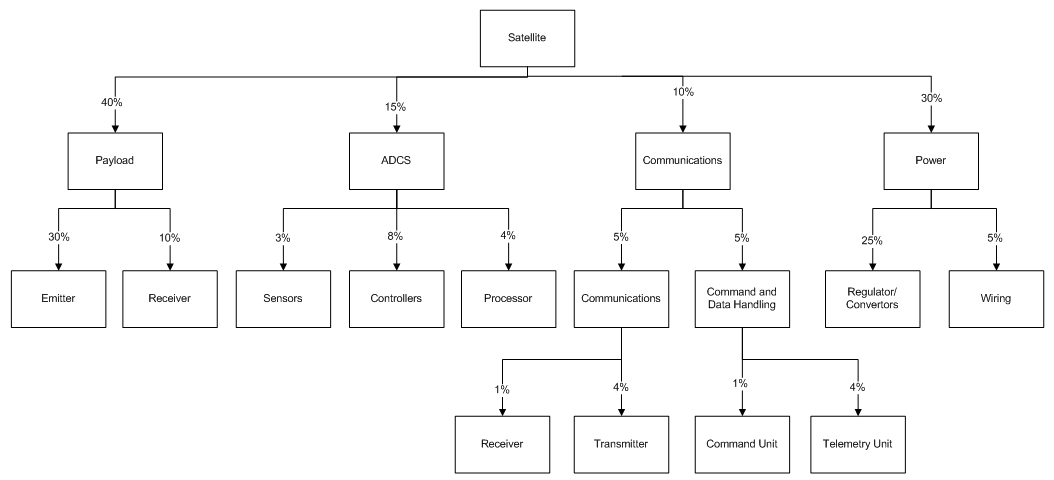 Satellite
40%
15%
10%
30%
Payload
ADCS
Communications
Power
30%
10%
3%
8%
4%
5%
5%
25%
5%
Emitter
Receiver
Sensors
Controllers
Processor
Communications
Command and
Data Handling
Regulator/
Convertors
Wiring
1%
4%
1%
4%
Receiver
Transmitter
Command Unit
Telemetry Unit